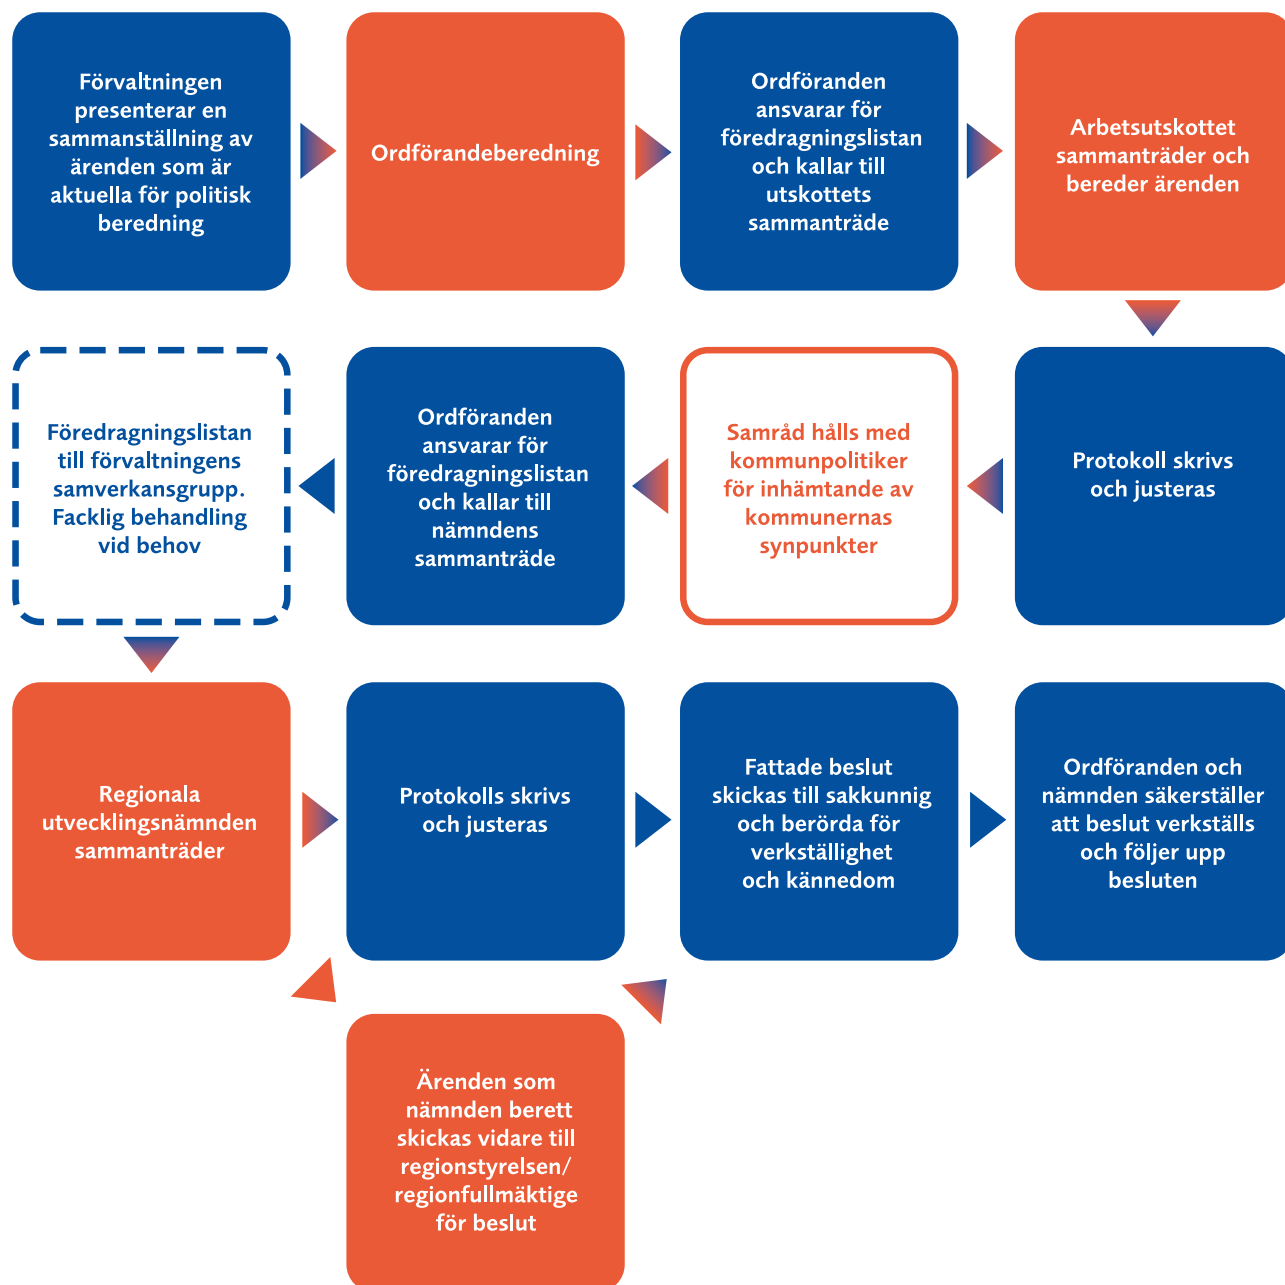 Förvaltningen
presenterar en
sammanställning av
ärenden som är
aktuella för politisk
beredning
Ordförandeberedning
Ordföranden
ansvarar för
föredragningslistan
och kallar till
utskottets
sammanträde
Arbetsutskottet
sammanträder och
bereder ärenden
Föredragningslistan
till förvaltningens
samverkansgrupp.
Facklig behandling
vid behov
Ordföranden
ansvarar för
föredragningslistan
och kallar till
nämndens
sammanträde
Samråd hålls med
kommunpolitiker
för inhämtande av
kommunernas
synpunkter
Protokoll skrivs
och justeras
Regionala
utvecklingsnämnden
sammanträder
Protokolls skrivs
och justeras
Fattade beslut
skickas till sakkunnig
och berörda för
verkställighet
och kännedom
Ordföranden och
nämnden säkerställer
att beslut verkställs
och följer upp
besluten
Ärenden som
nämnden berett
skickas vidare till
regionstyrelsen/
regionfullmäktige
för beslut